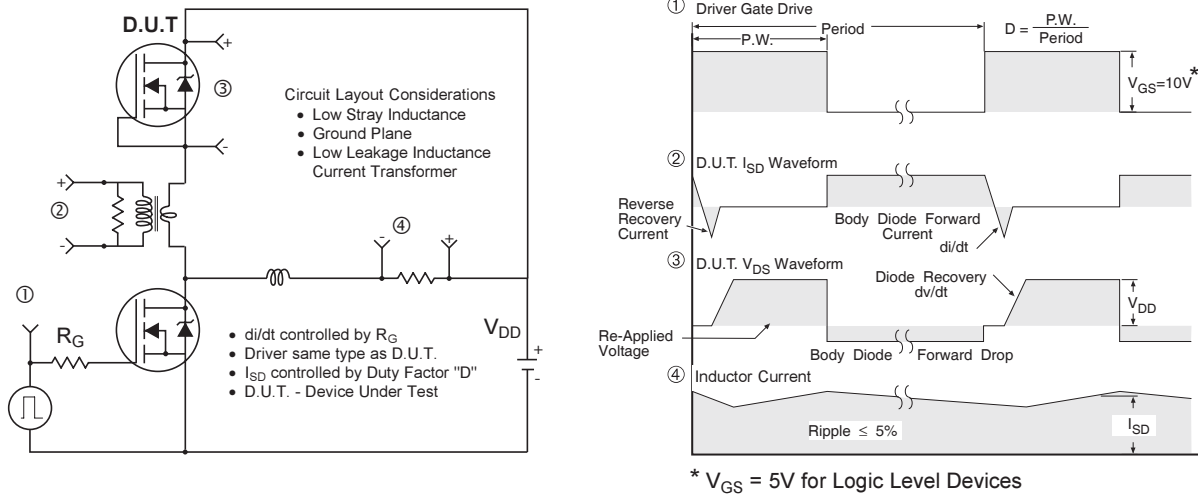 D.U.T
+
③
-
Circuit Layout Considerations
• Low Stray Inductance
• Ground Plane
• Low Leakage Inductance
Current Transformer
+
②
-
④
- +
①
R_G
V_DD
+
-
• di/dt controlled by R_G
• Driver same type as D.U.T.
• I_SD controlled by Duty Factor "D"
• D.U.T. - Device Under Test
① Driver Gate Drive
P.W.
Period
D = P.W. / Period
V_GS=10V*
② D.U.T. I_SD Waveform
Reverse
Recovery
Current
Body Diode Forward
Current
di/dt
③ D.U.T. V_DS Waveform
Diode Recovery
dv/dt
V_DD
Re-Applied
Voltage
Body Diode Forward Drop
④ Inductor Current
Ripple ≤ 5%
I_SD
* V_GS = 5V for Logic Level Devices